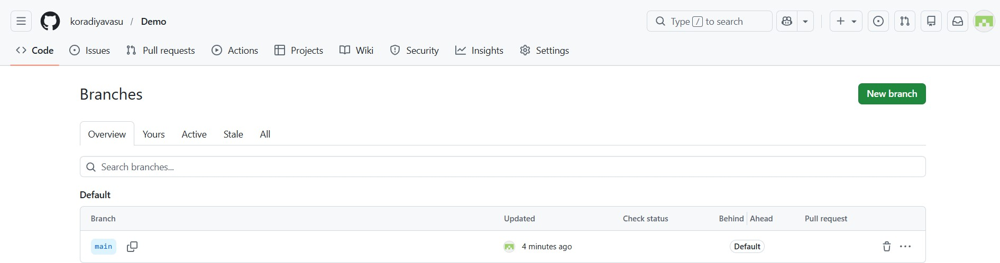 koradiyavasu / Demo
Type / to search
Code Issues Pull requests Actions Projects Wiki Security Insights Settings
Branches
New branch
Overview Yours Active Stale All
Search branches...
Default
Branch Updated Check status Behind Ahead Pull request
main 4 minutes ago Default